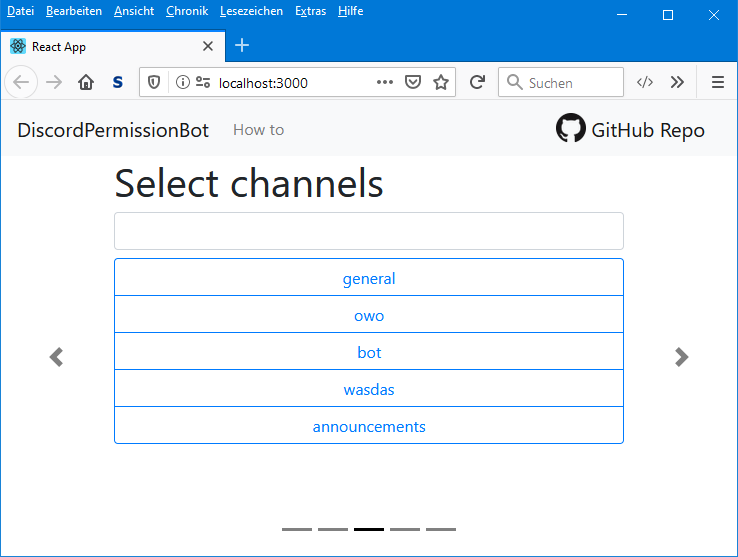 Datei Bearbeiten Ansicht Chronik Lesezeichen Extras Hilfe
React App
S localhost:3000 Suchen
DiscordPermissionBot How to GitHub Repo
Select channels
general
owo
bot
wasdas
announcements